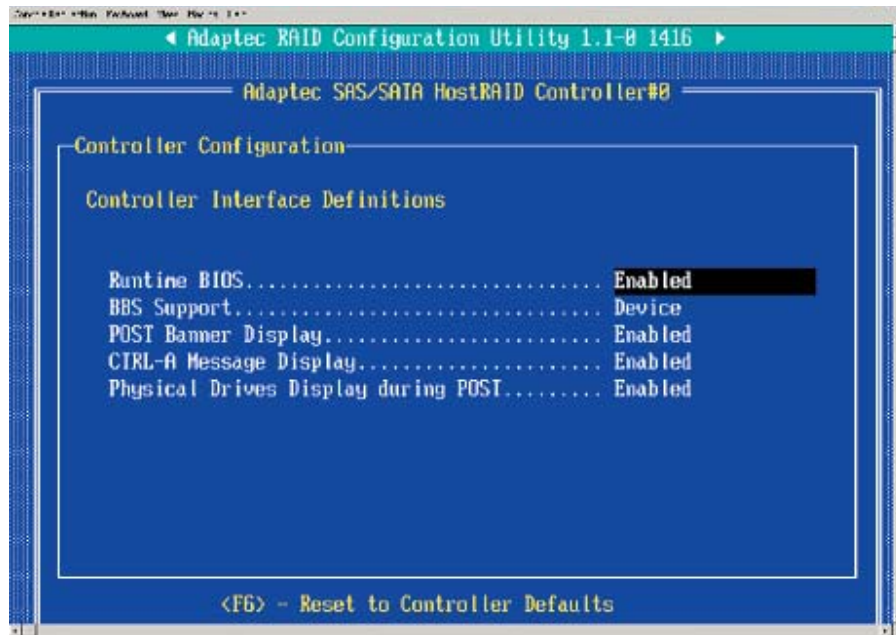 Keyboard
◄ Adaptec RAID Configuration Utility 1.1-0 1416 ►
Adaptec SAS/SATA HostRAID Controller#0
Controller Configuration
Controller Interface Definitions
Runtime BIOS................................ Enabled
BBS Support................................. Device
POST Banner Display......................... Enabled
CTRL-A Message Display...................... Enabled
Physical Drives Display during POST......... Enabled
<F6> - Reset to Controller Defaults